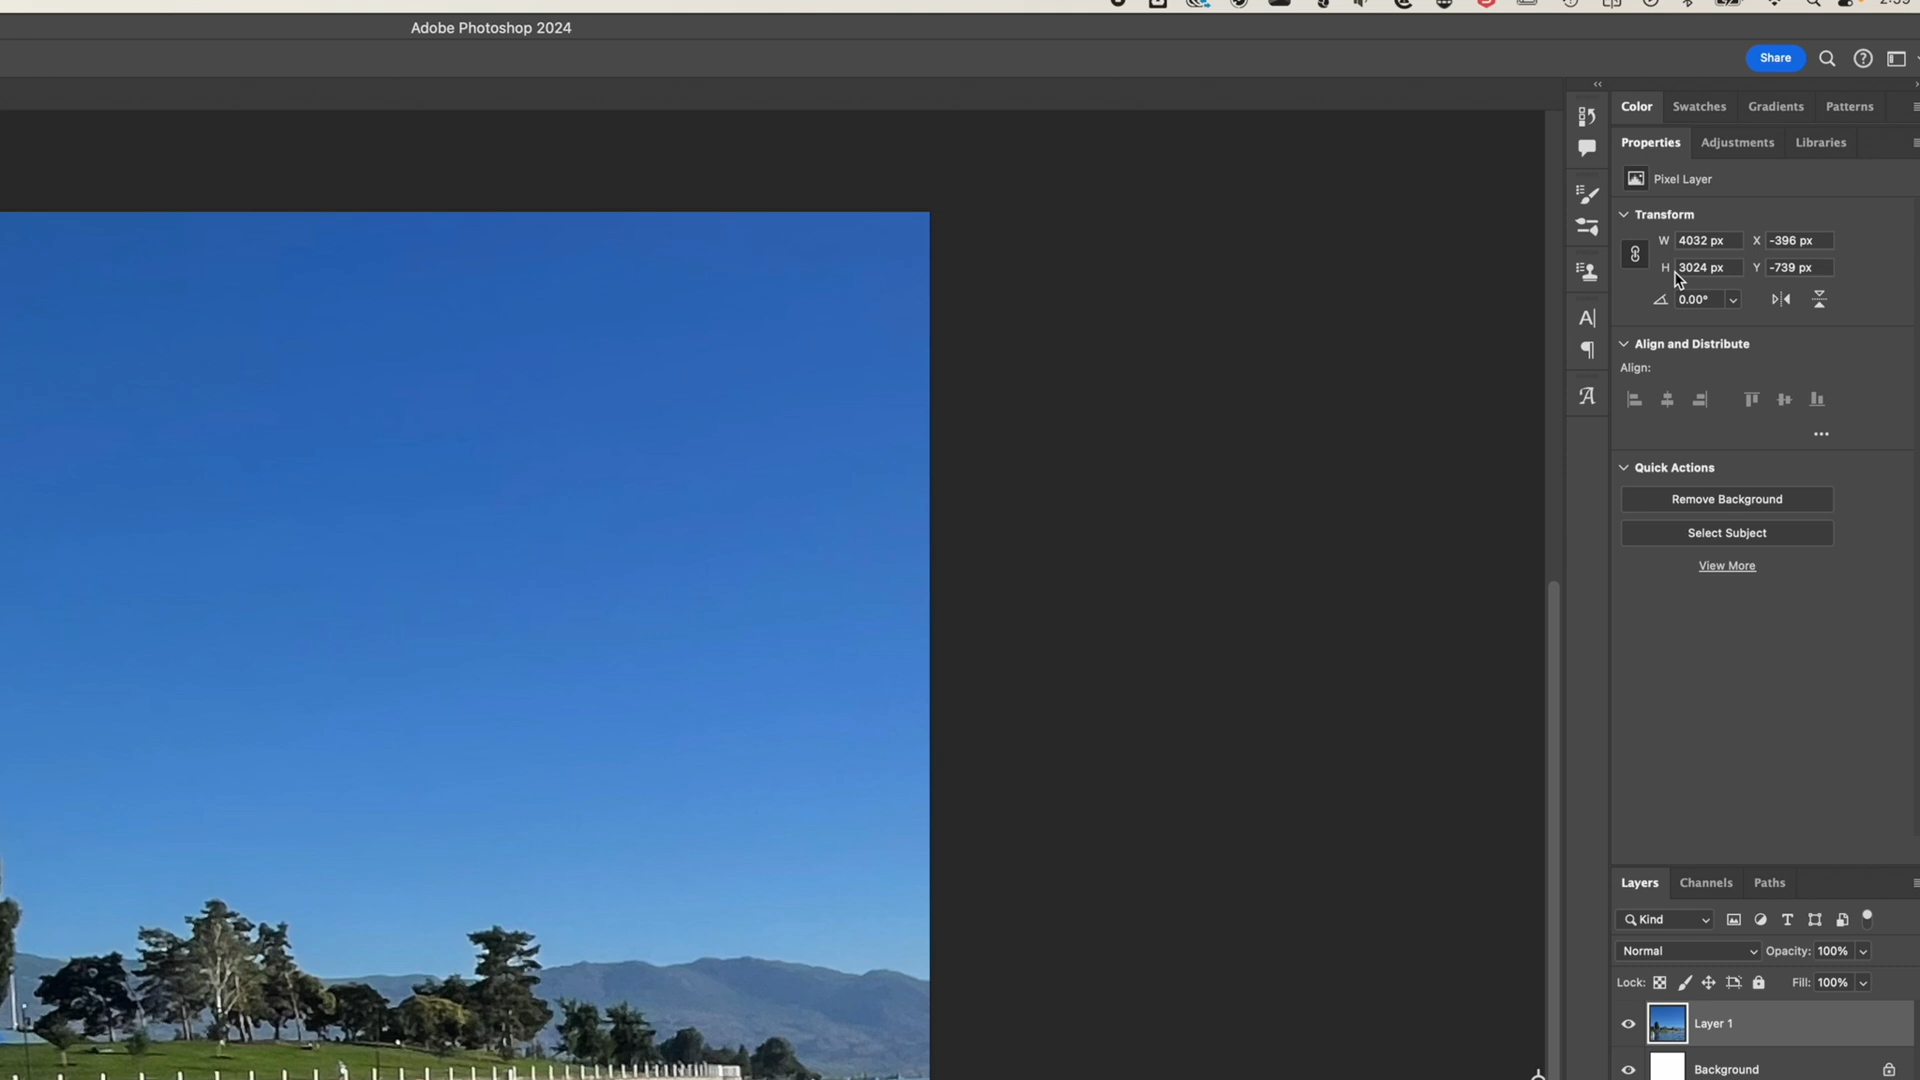 Adobe Photoshop 2024
Share
Color Swatches Gradients Patterns
Properties Adjustments Libraries
Pixel Layer
Transform
W 4032 px X -396 px
H 3024 px Y -739 px
0.00°
Align and Distribute
Align:
Quick Actions
Remove Background
Select Subject
View More
Layers Channels Paths
Kind
Normal Opacity: 100%
Lock: Fill: 100%
Layer 1
Background